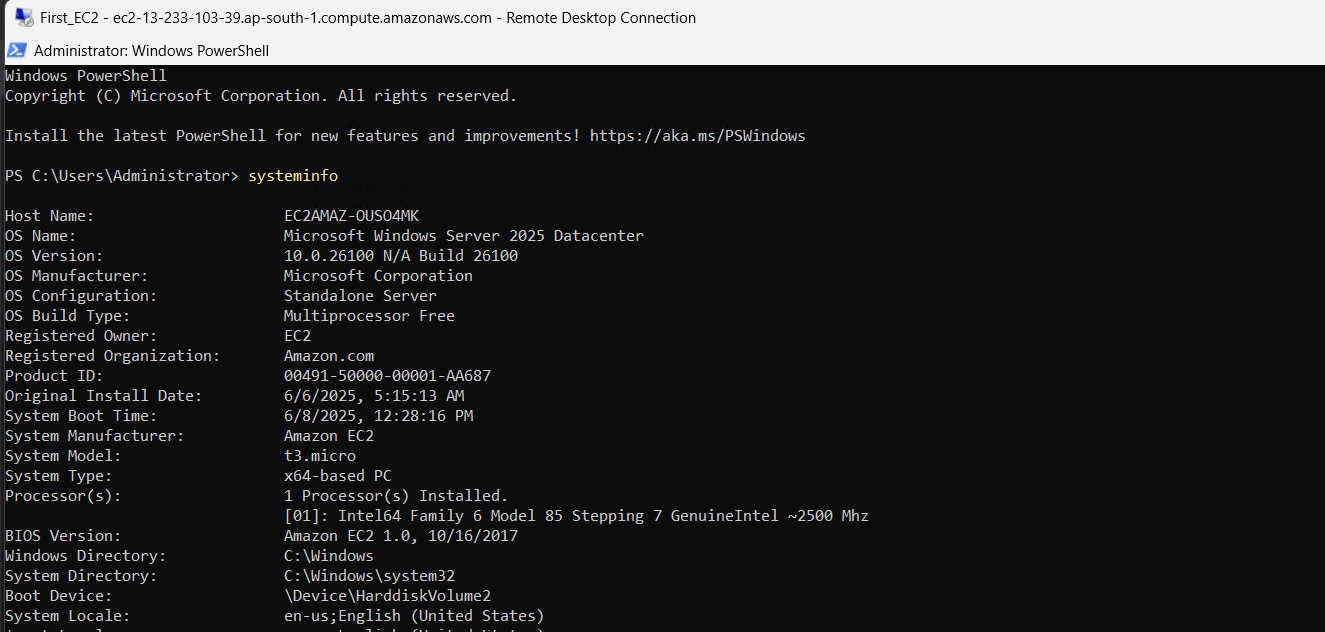 First_EC2 - ec2-13-233-103-39.ap-south-1.compute.amazonaws.com - Remote Desktop Connection
Administrator: Windows PowerShell
Windows PowerShell
Copyright (C) Microsoft Corporation. All rights reserved.
Install the latest PowerShell for new features and improvements! https://aka.ms/PSWindows
PS C:\Users\Administrator> systeminfo
Host Name: EC2AMAZ-OUSO4MK
OS Name: Microsoft Windows Server 2025 Datacenter
OS Version: 10.0.26100 N/A Build 26100
OS Manufacturer: Microsoft Corporation
OS Configuration: Standalone Server
OS Build Type: Multiprocessor Free
Registered Owner: EC2
Registered Organization: Amazon.com
Product ID: 00491-50000-00001-AA687
Original Install Date: 6/6/2025, 5:15:13 AM
System Boot Time: 6/8/2025, 12:28:16 PM
System Manufacturer: Amazon EC2
System Model: t3.micro
System Type: x64-based PC
Processor(s): 1 Processor(s) Installed.
[01]: Intel64 Family 6 Model 85 Stepping 7 GenuineIntel ~2500 Mhz
BIOS Version: Amazon EC2 1.0, 10/16/2017
Windows Directory: C:\Windows
System Directory: C:\Windows\system32
Boot Device: \Device\HarddiskVolume2
System Locale: en-us;English (United States)